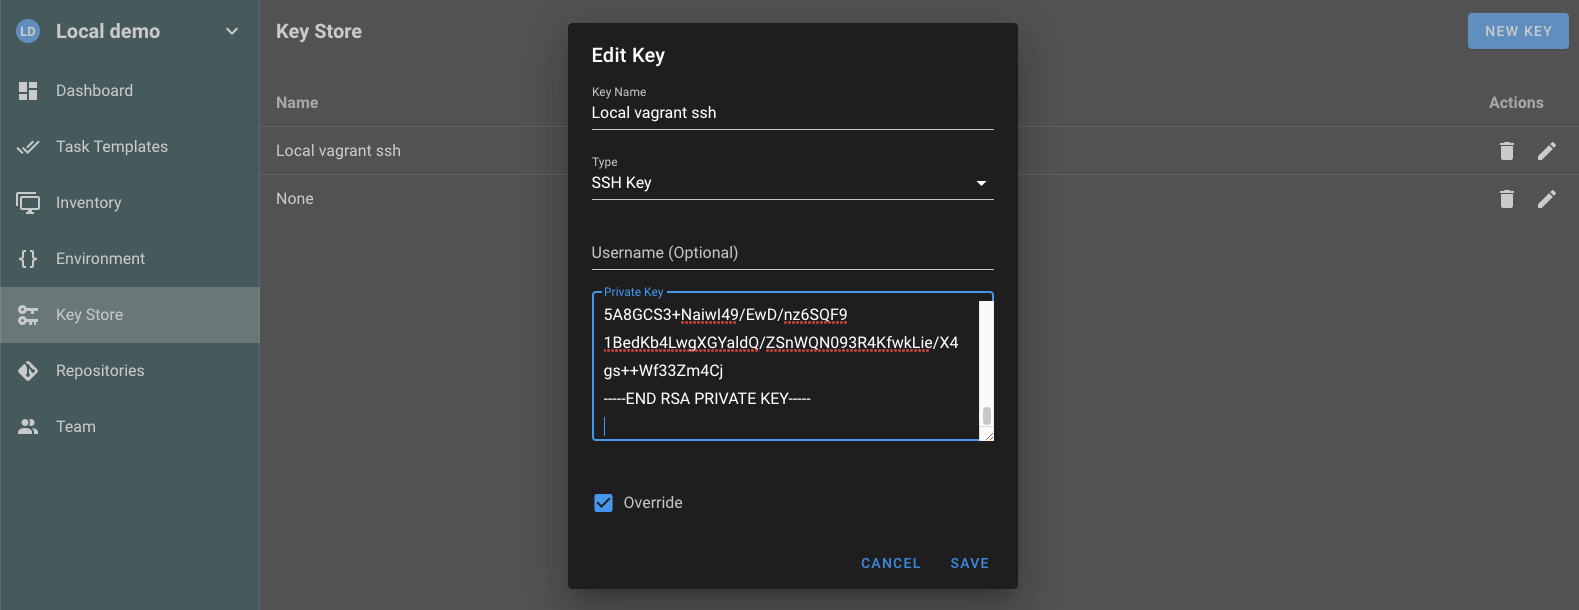 LD
Local demo
Dashboard
Task Templates
Inventory
Environment
Key Store
Repositories
Team
Key Store
NEW KEY
Name
Actions
Local vagrant ssh
None
Edit Key
Key Name
Local vagrant ssh
Type
SSH Key
Username (Optional)
Private Key
5A8GCS3+NaiwI49/EwD/nz6SQF9
1BedKb4LwgXGYaldQ/ZSnWQN093R4KfwkLie/X4
gs++Wf33Zm4Cj
-----END RSA PRIVATE KEY-----
Override
CANCEL
SAVE